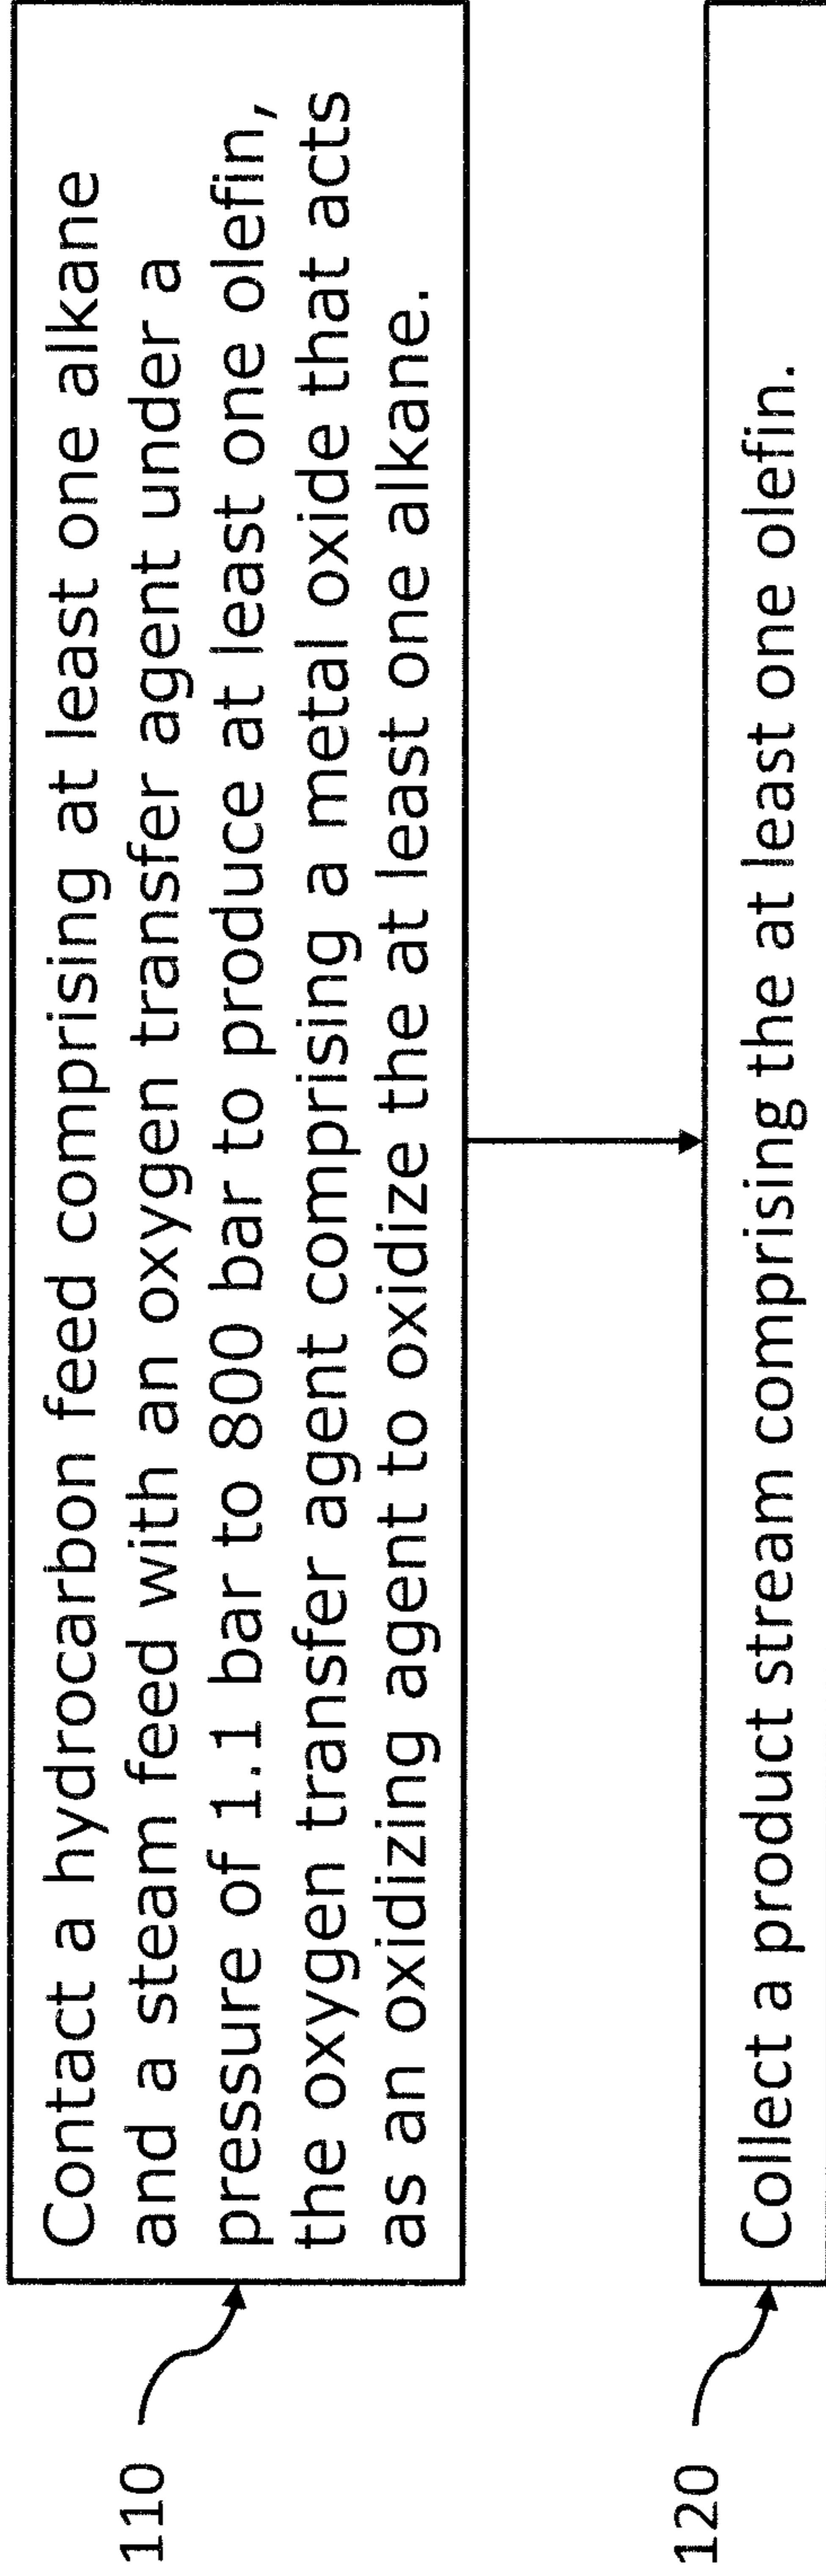 110
Contact a hydrocarbon feed comprising at least one alkane
and a steam feed with an oxygen transfer agent under a
pressure of 1.1 bar to 800 bar to produce at least one olefin,
the oxygen transfer agent comprising a metal oxide that acts
as an oxidizing agent to oxidize the at least one alkane.
120
Collect a product stream comprising the at least one olefin.